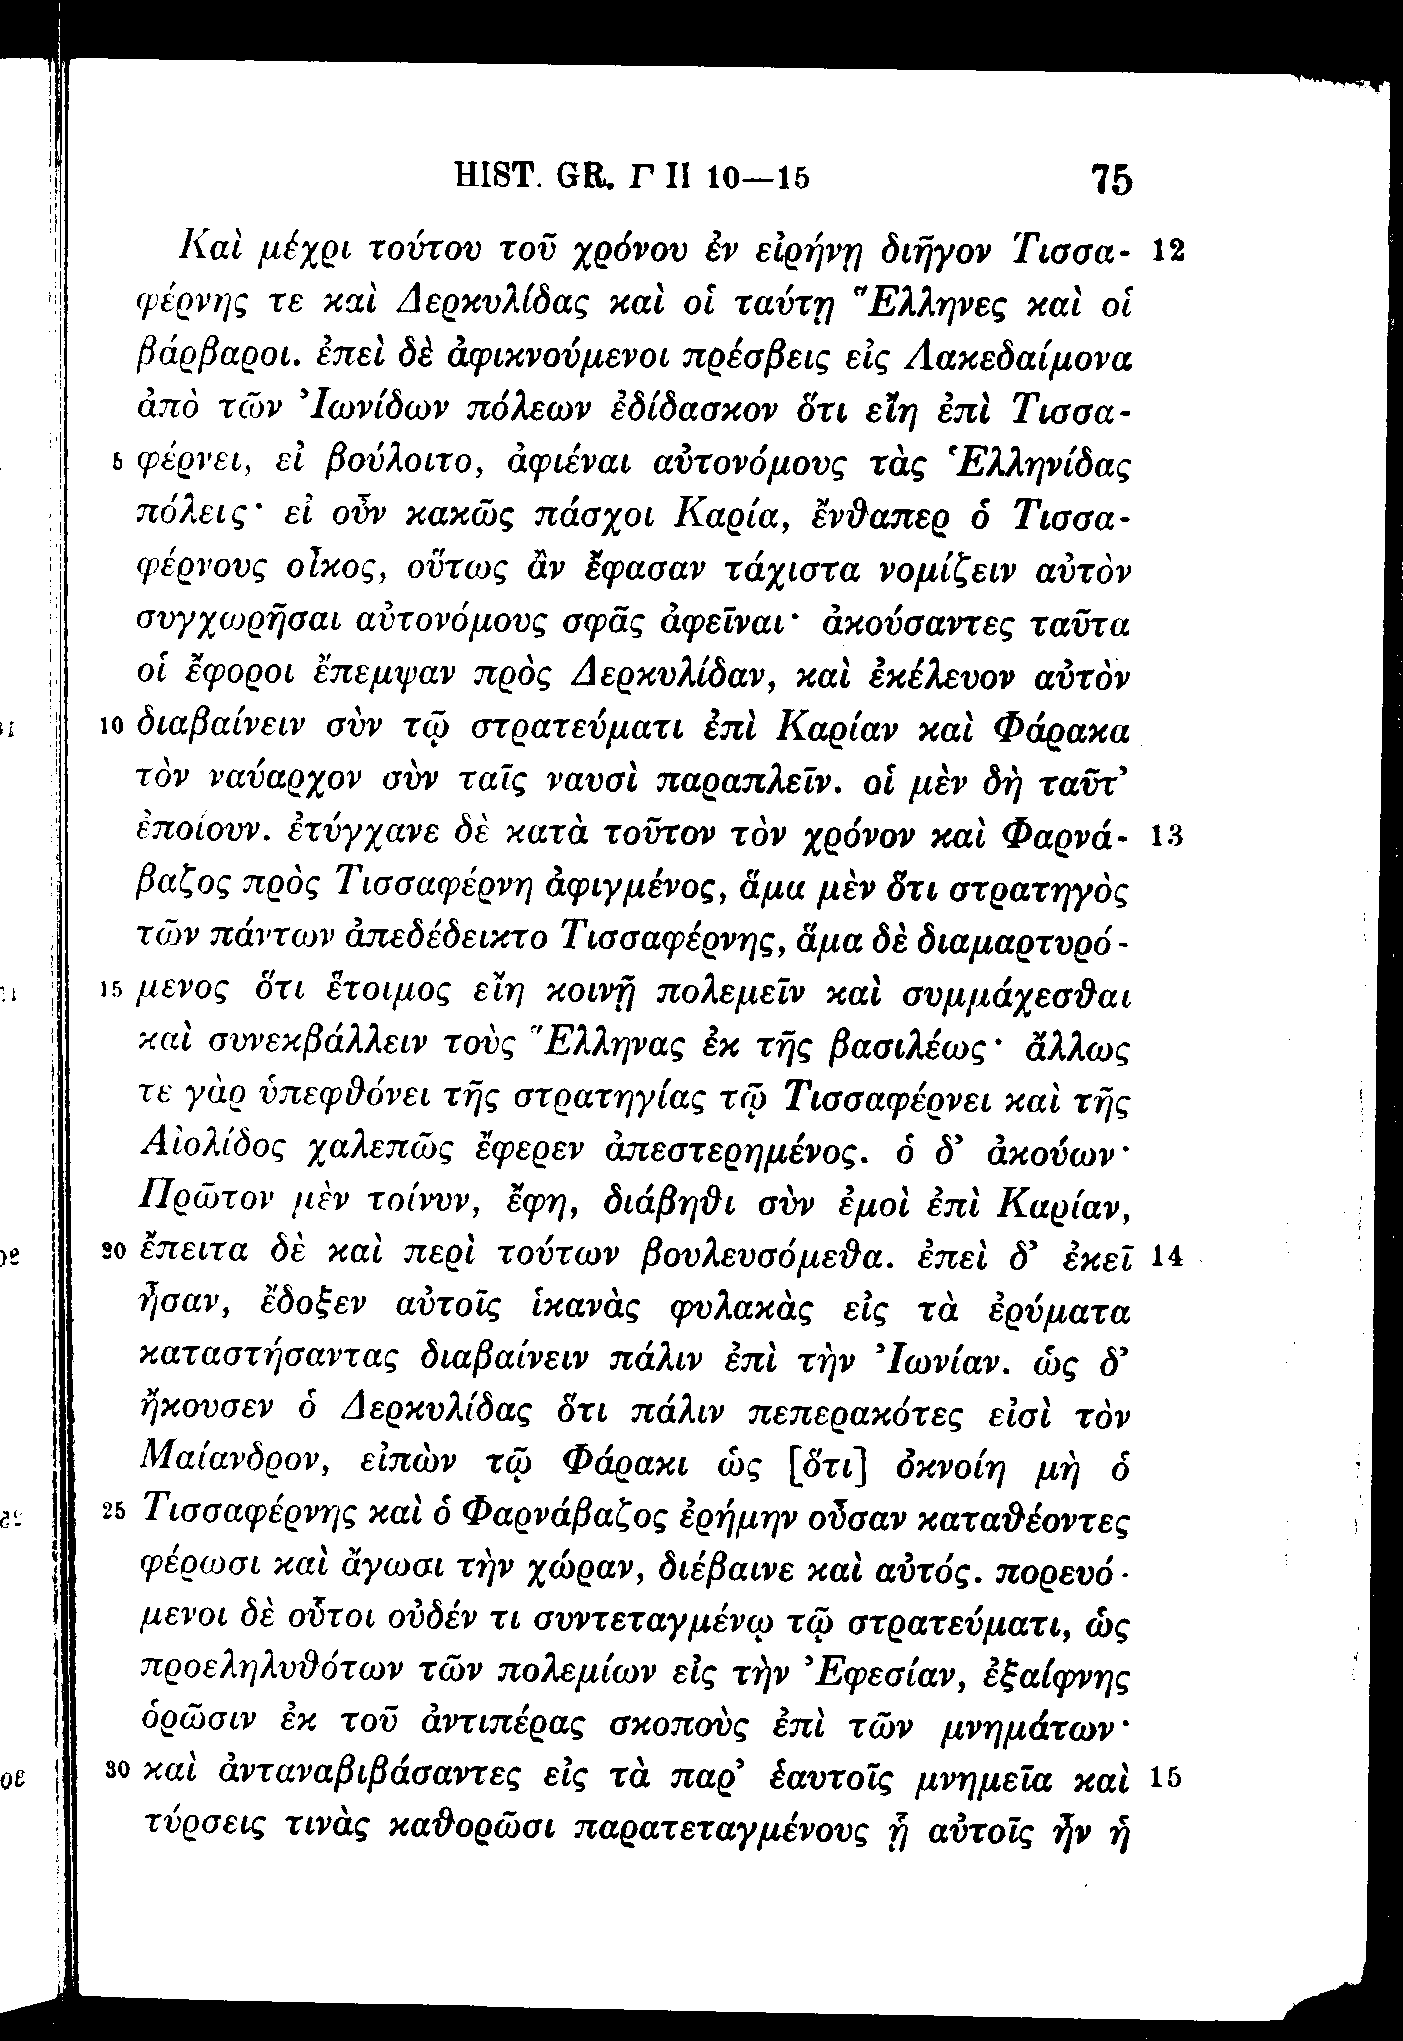 HIST. GR. Γ II 10—15 75
Καὶ μέχρι τούτου τοῦ χρόνου ἐν εἰρήνῃ διῆγον Τισσα- 12
φέρνης τε καὶ Δερκυλίδας καὶ οἱ ταύτῃ Ἕλληνες καὶ οἱ
βάρβαροι. ἐπεὶ δὲ ἀφικνούμενοι πρέσβεις εἰς Λακεδαίμονα
ἀπὸ τῶν Ἰωνίδων πόλεων ἐδίδασκον ὅτι εἴη ἐπὶ Τισσα-
5 φέρνει, εἰ βούλοιτο, ἀφιέναι αὐτονόμους τὰς Ἑλληνίδας
πόλεις· εἰ οὖν κακῶς πάσχοι Καρία, ἔνθαπερ ὁ Τισσα-
φέρνους οἶκος, οὕτως ἂν ἔφασαν τάχιστα νομίζειν αὐτὸν
συγχωρῆσαι αὐτονόμους σφᾶς ἀφεῖναι· ἀκούσαντες ταῦτα
οἱ ἔφοροι ἔπεμψαν πρὸς Δερκυλίδαν, καὶ ἐκέλευον αὐτὸν
10 διαβαίνειν σὺν τῷ στρατεύματι ἐπὶ Καρίαν καὶ Φάρακα
τὸν ναύαρχον σὺν ταῖς ναυσὶ παραπλεῖν. οἱ μὲν δὴ ταῦτ’
ἐποίουν. ἐτύγχανε δὲ κατὰ τοῦτον τὸν χρόνον καὶ Φαρνά- 13
βαζος πρὸς Τισσαφέρνη ἀφιγμένος, ἅμα μὲν ὅτι στρατηγὸς
τῶν πάντων ἀπεδέδεικτο Τισσαφέρνης, ἅμα δὲ διαμαρτυρό-
15 μενος ὅτι ἕτοιμος εἴη κοινῇ πολεμεῖν καὶ συμμάχεσθαι
καὶ συνεκβάλλειν τοὺς Ἕλληνας ἐκ τῆς βασιλέως· ἄλλως
τε γὰρ ὑπεφθόνει τῆς στρατηγίας τῷ Τισσαφέρνει καὶ τῆς
Αἰολίδος χαλεπῶς ἔφερεν ἀπεστερημένος. ὁ δ’ ἀκούων·
Πρῶτον μὲν τοίνυν, ἔφη, διάβηθι σὺν ἐμοὶ ἐπὶ Καρίαν,
20 ἔπειτα δὲ καὶ περὶ τούτων βουλευσόμεθα. ἐπεὶ δ’ ἐκεῖ 14
ἦσαν, ἔδοξεν αὐτοῖς ἱκανὰς φυλακὰς εἰς τὰ ἐρύματα
καταστήσαντας διαβαίνειν πάλιν ἐπὶ τὴν Ἰωνίαν. ὡς δ’
ἤκουσεν ὁ Δερκυλίδας ὅτι πάλιν πεπερακότες εἰσὶ τὸν
Μαίανδρον, εἰπὼν τῷ Φάρακι ὡς [ὅτι] ὀκνοίη μὴ ὁ
25 Τισσαφέρνης καὶ ὁ Φαρνάβαζος ἐρήμην οὖσαν καταθέοντες
φέρωσι καὶ ἄγωσι τὴν χώραν, διέβαινε καὶ αὐτός. πορευό-
μενοι δὲ οὗτοι οὐδέν τι συντεταγμένῳ τῷ στρατεύματι, ὡς
προεληλυθότων τῶν πολεμίων εἰς τὴν Ἐφεσίαν, ἐξαίφνης
ὁρῶσιν ἐκ τοῦ ἀντιπέρας σκοποὺς ἐπὶ τῶν μνημάτων·
30 καὶ ἀνταναβιβάσαντες εἰς τὰ παρ’ ἑαυτοῖς μνημεῖα καὶ 15
τύρσεις τινὰς καθορῶσι παρατεταγμένους ᾗ αὐτοῖς ἦν ἡ